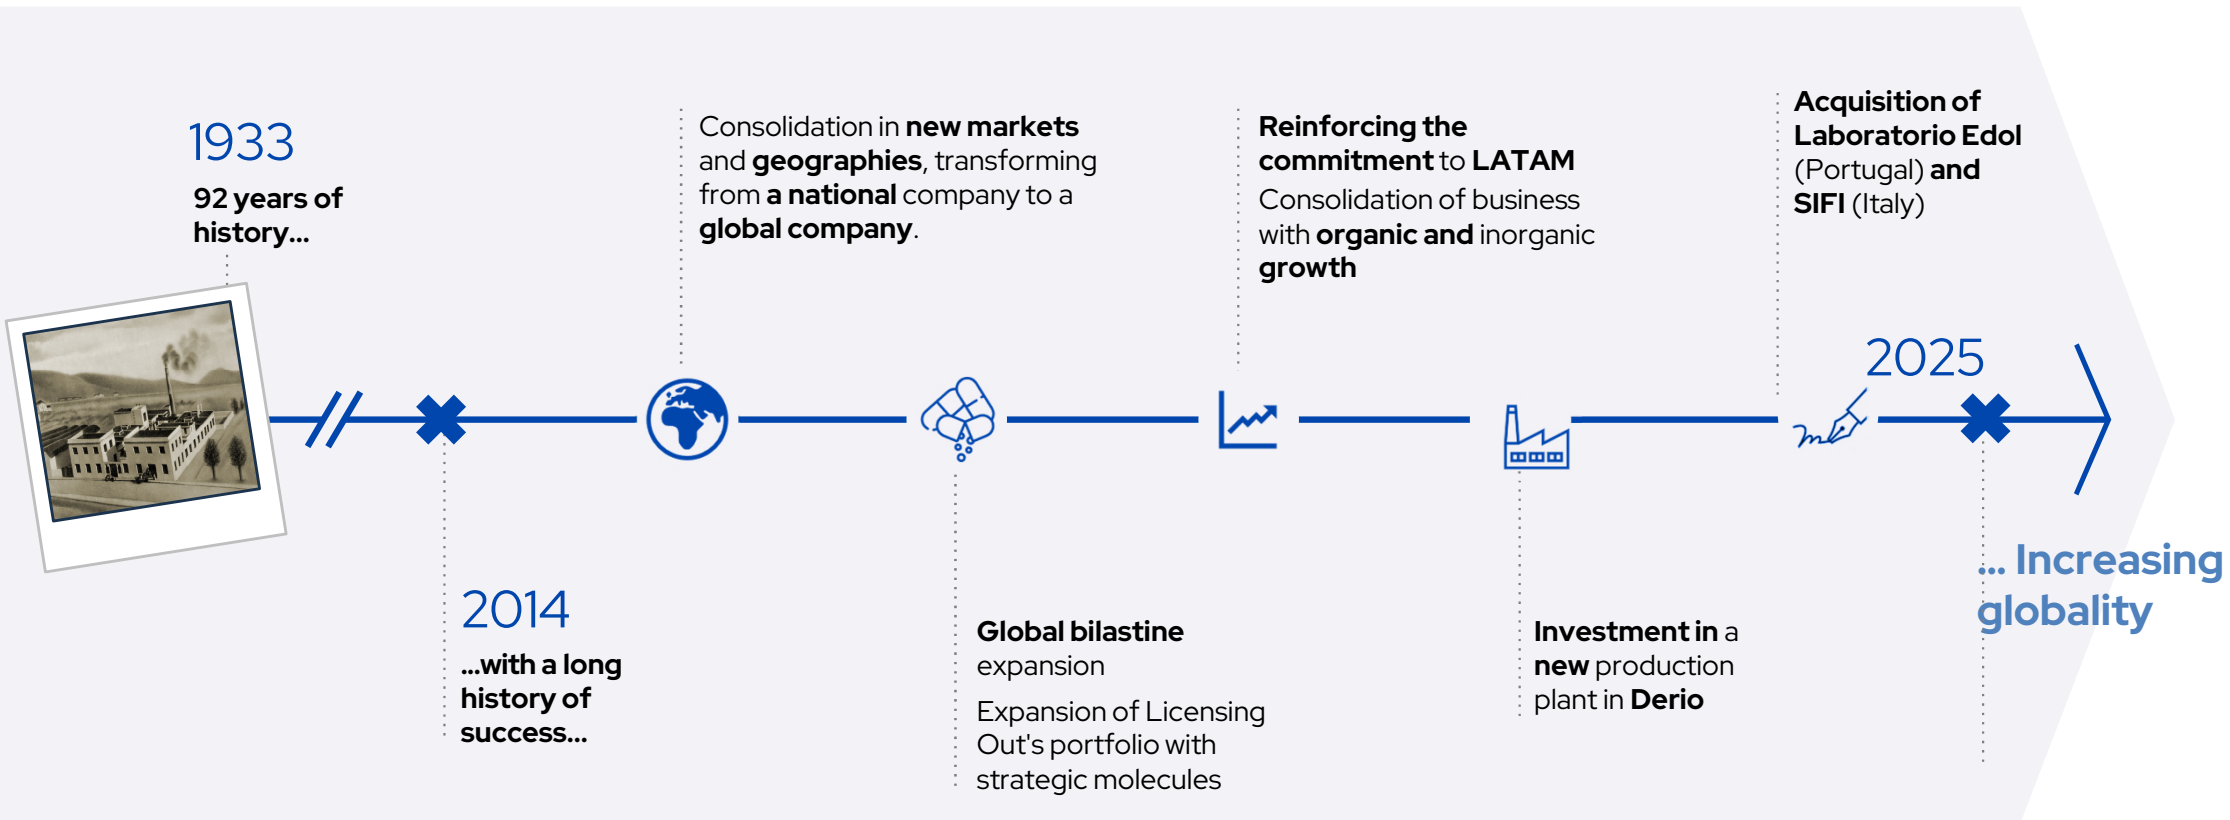 1933
92 years of
history...
2014
...with a long
history of
success...
Consolidation in new markets
and geographies, transforming
from a national company to a
global company.
Global bilastine
expansion
Expansion of Licensing
Out's portfolio with
strategic molecules
Reinforcing the
commitment to LATAM
Consolidation of business
with organic and inorganic
growth
Investment in a
new production
plant in Derio
Acquisition of
Laboratorio Edol
(Portugal) and
SIFI (Italy)
2025
... Increasing
globality